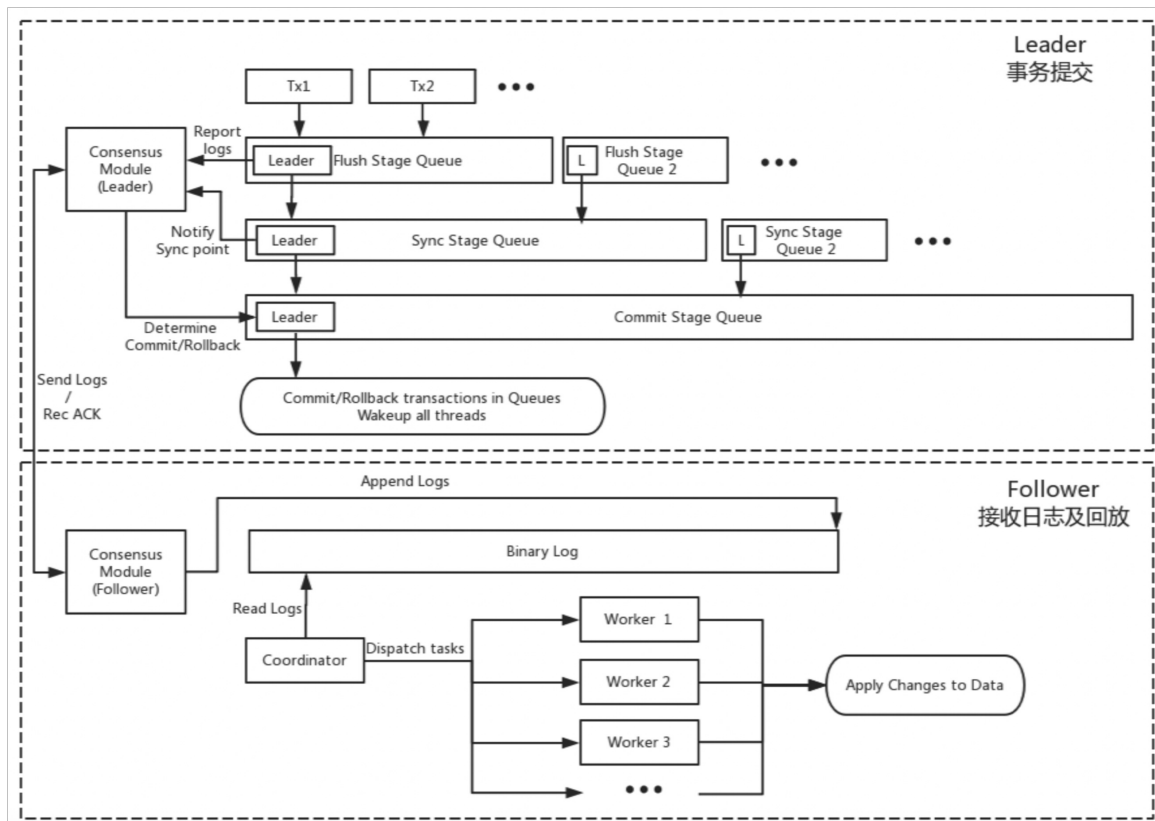 Leader
事务提交
Tx1
Tx2
•••
Report
logs
Consensus
Module
(Leader)
Leader
Flush Stage Queue
L
Flush Stage
Queue 2
•••
Notify
Sync point
Leader
Sync Stage Queue
L
Sync Stage
Queue 2
•••
Leader
Commit Stage Queue
Determine
Commit/Rollback
Send Logs
/
Rec ACK
Commit/Rollback transactions in Queues
Wakeup all threads
Follower
接收日志及回放
Append Logs
Consensus
Module
(Follower)
Binary Log
Read Logs
Coordinator
Dispatch tasks
Worker 1
Worker 2
Worker 3
•••
Apply Changes to Data